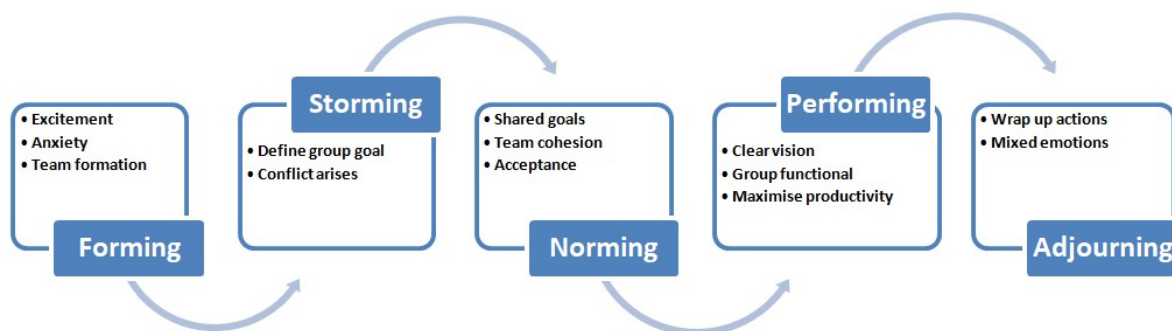 Forming
• Excitement
• Anxiety
• Team formation
Storming
• Define group goal
• Conflict arises
Norming
• Shared goals
• Team cohesion
• Acceptance
Performing
• Clear vision
• Group functional
• Maximise productivity
Adjourning
• Wrap up actions
• Mixed emotions